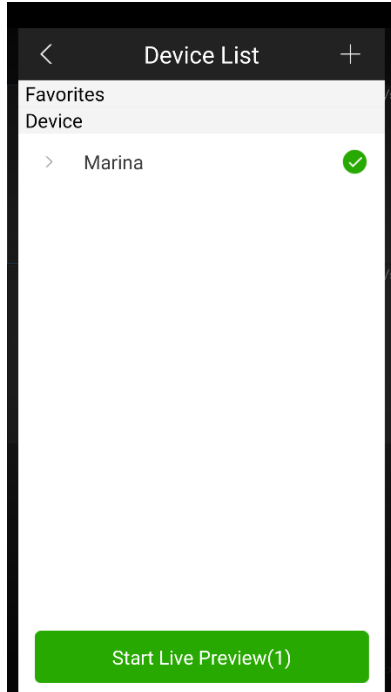 Device List
Favorites
Device
Marina
Start Live Preview(1)